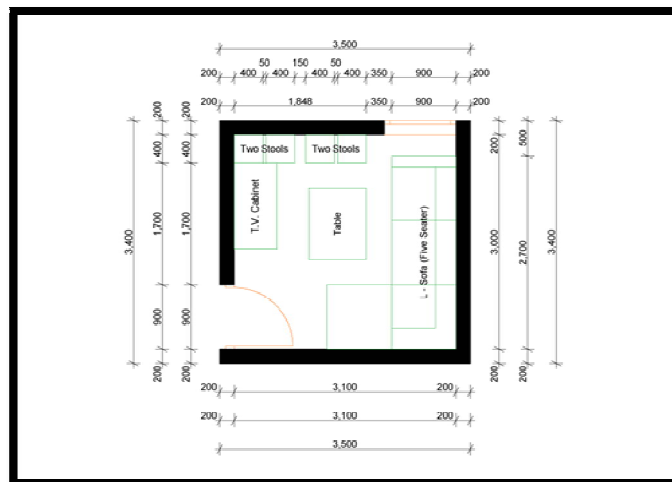 3,500
50 150 50
200 400 400 400 400 350 900 200
200 1,848 350 900 200
200 200 200 500
400 400 Two Stools Two Stools
3,400 1,700 1,700 T.V. Cabinet Table L - Sofa (Five Seater) 3,000 2,700 3,400
900 900
200 200 200 200
200 3,100 200
200 3,100 200
3,500